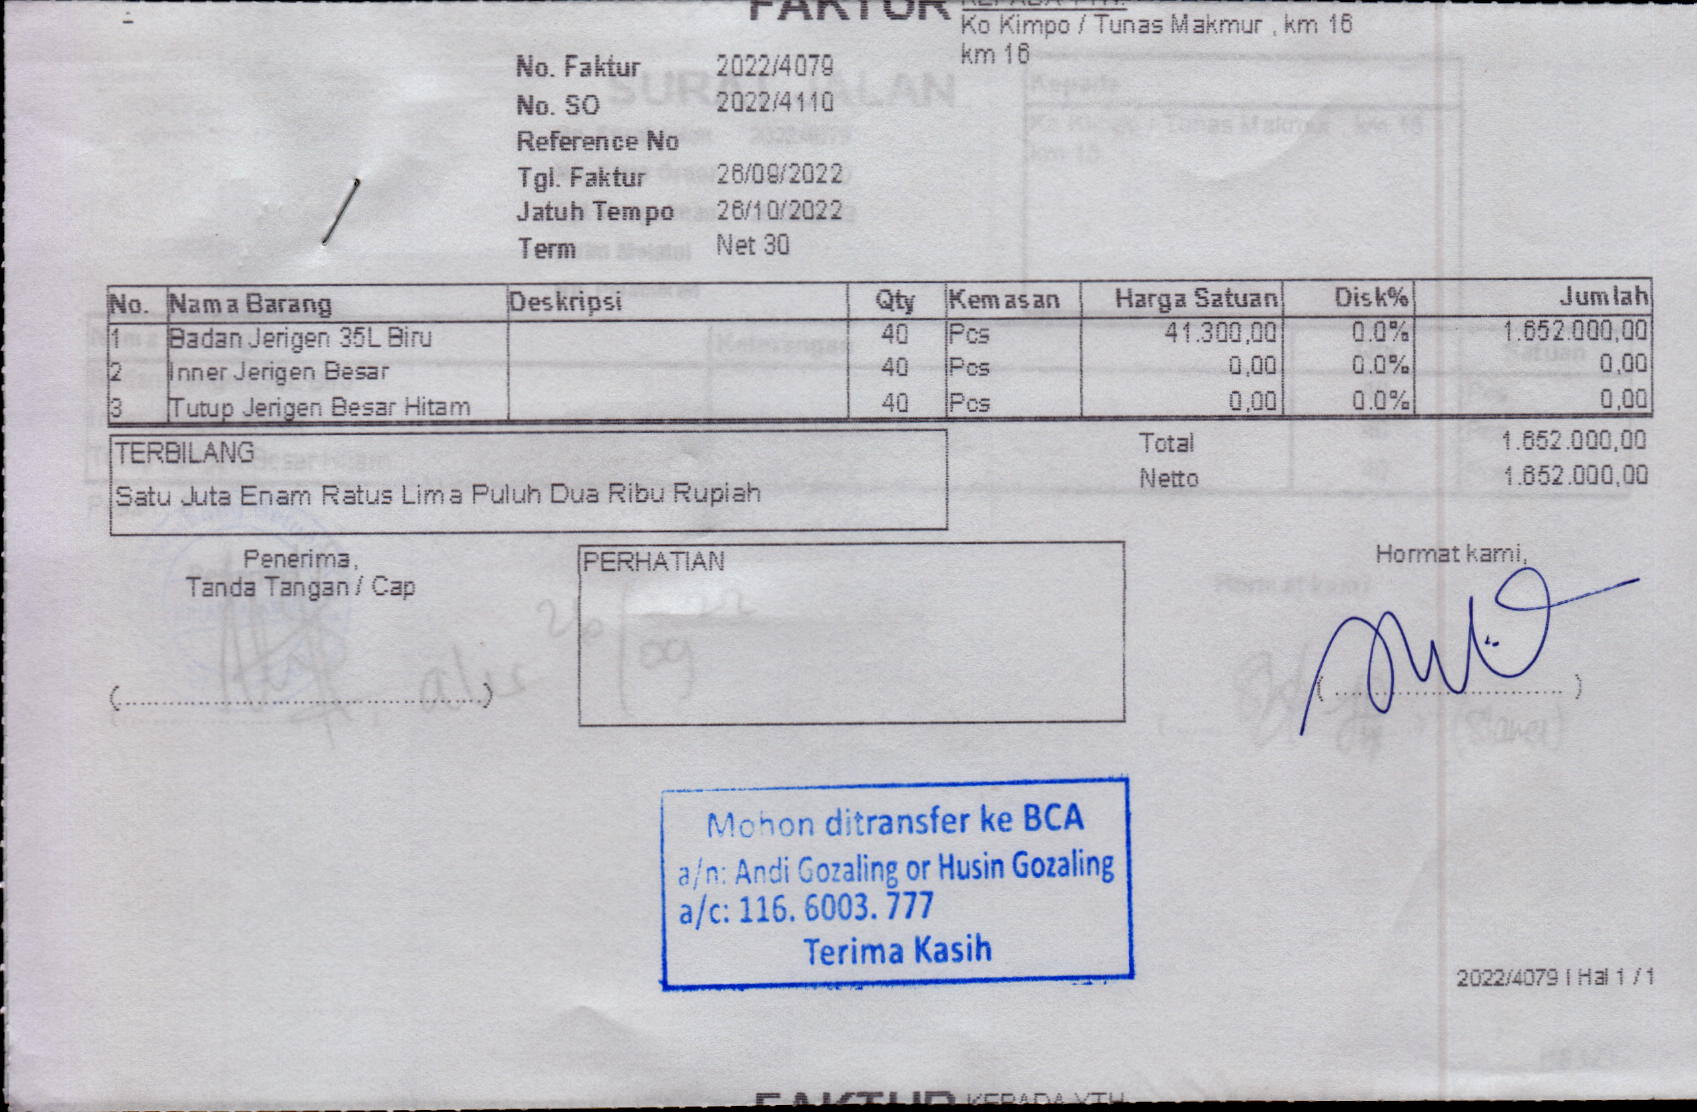 FAKTUR
KEPADA YTH.
Ko Kimpo / Tunas Makmur , km 16
km 16
No. Faktur 2022/4079
No. SO 2022/4110
Reference No
Tgl. Faktur 26/09/2022
Jatuh Tempo 26/10/2022
Term Net 30
No. Nama Barang Deskripsi Qty Kemasan Harga Satuan Disk% Jumlah
1 Badan Jerigen 35L Biru 40 Pcs 41.300,00 0.0% 1.652.000,00
2 Inner Jerigen Besar 40 Pcs 0,00 0.0% 0,00
3 Tutup Jerigen Besar Hitam 40 Pcs 0,00 0.0% 0,00
TERBILANG
Satu Juta Enam Ratus Lima Puluh Dua Ribu Rupiah
Total 1.652.000,00
Netto 1.652.000,00
Penerima,
Tanda Tangan / Cap
PERHATIAN
Hormat kami,
Mohon ditransfer ke BCA
a/n: Andi Gozaling or Husin Gozaling
a/c: 116. 6003. 777
Terima Kasih
2022/4079 | Hal 1 / 1
FAKTUR KEPADA YTH